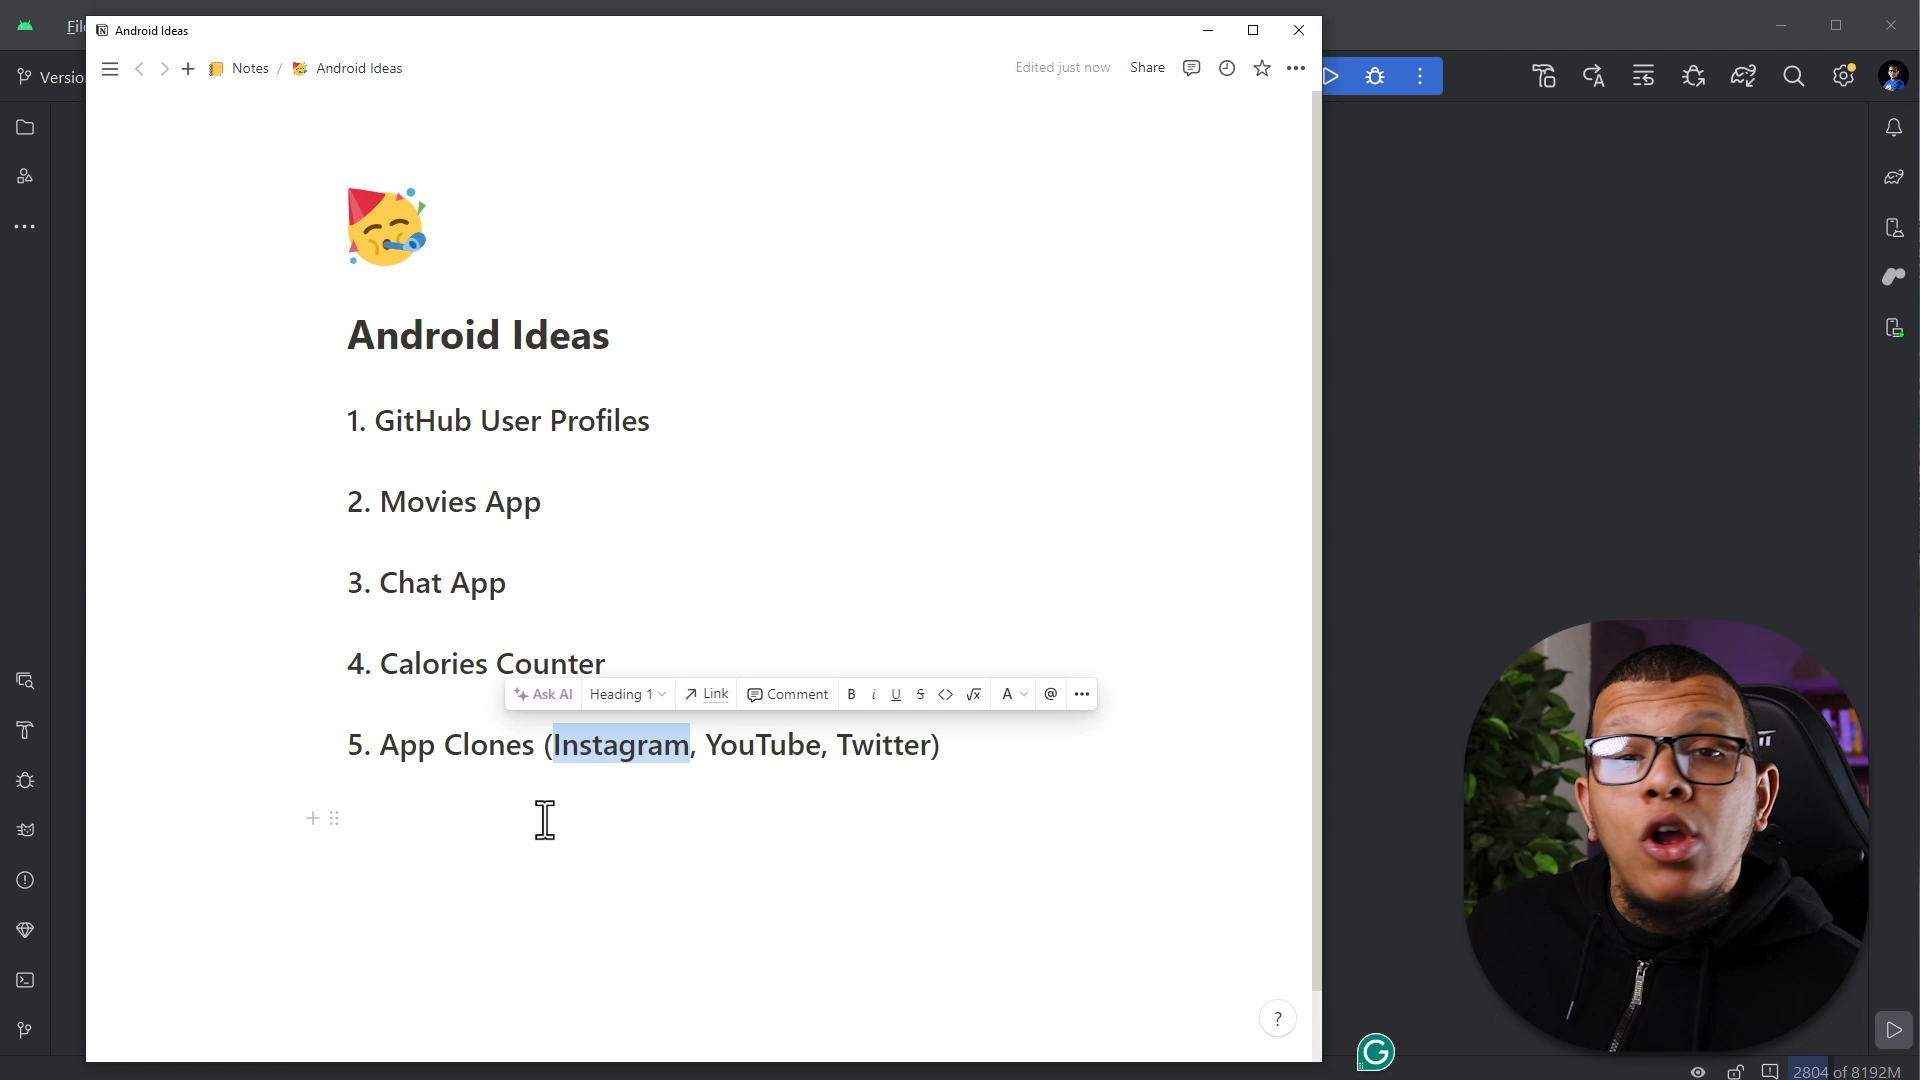 File
Android Ideas
Notes / Android Ideas
Edited just now Share
Versio
Android Ideas
1. GitHub User Profiles
2. Movies App
3. Chat App
4. Calories Counter
Ask AI Heading 1 Link Comment B i U S <> √x A @
5. App Clones (Instagram, YouTube, Twitter)
?
2804 of 8192M